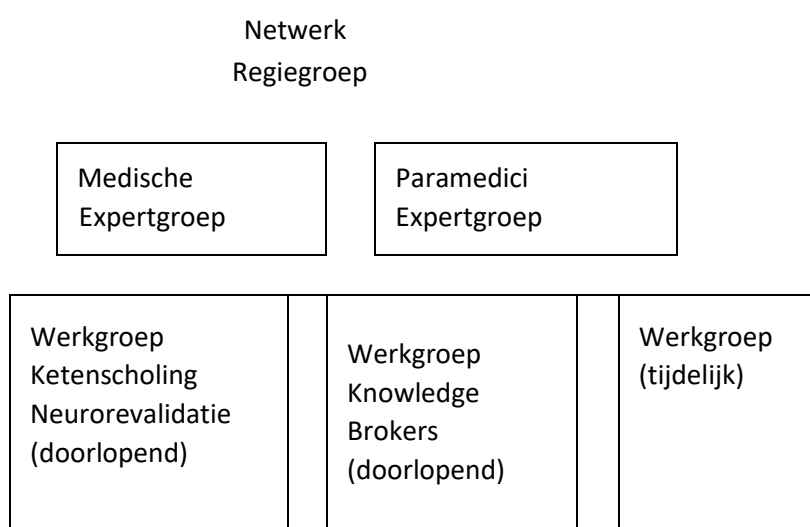 Netwerk
Regiegroep
Medische
Expertgroep
Paramedici
Expertgroep
Werkgroep
Ketenscholing
Neurorevalidatie
(doorlopend)
Werkgroep
Knowledge
Brokers
(doorlopend)
Werkgroep
(tijdelijk)